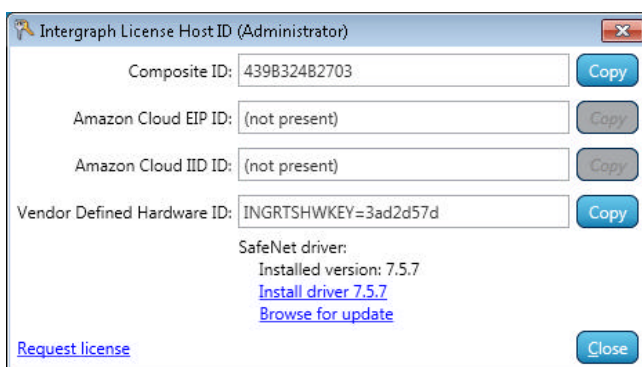 Intergraph License Host ID (Administrator)
Composite ID: 439B324B2703 Copy
Amazon Cloud EIP ID: (not present) Copy
Amazon Cloud IID ID: (not present) Copy
Vendor Defined Hardware ID: INGRTSHWKEY=3ad2d57d Copy
SafeNet driver:
Installed version: 7.5.7
Install driver 7.5.7
Browse for update
Request license Close